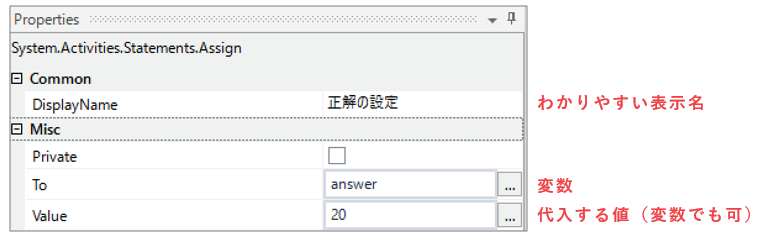 Properties
System.Activities.Statements.Assign
Common
DisplayName 正解の設定 わかりやすい表示名
Misc
Private
To answer ... 変数
Value 20 ... 代入する値（変数でも可）